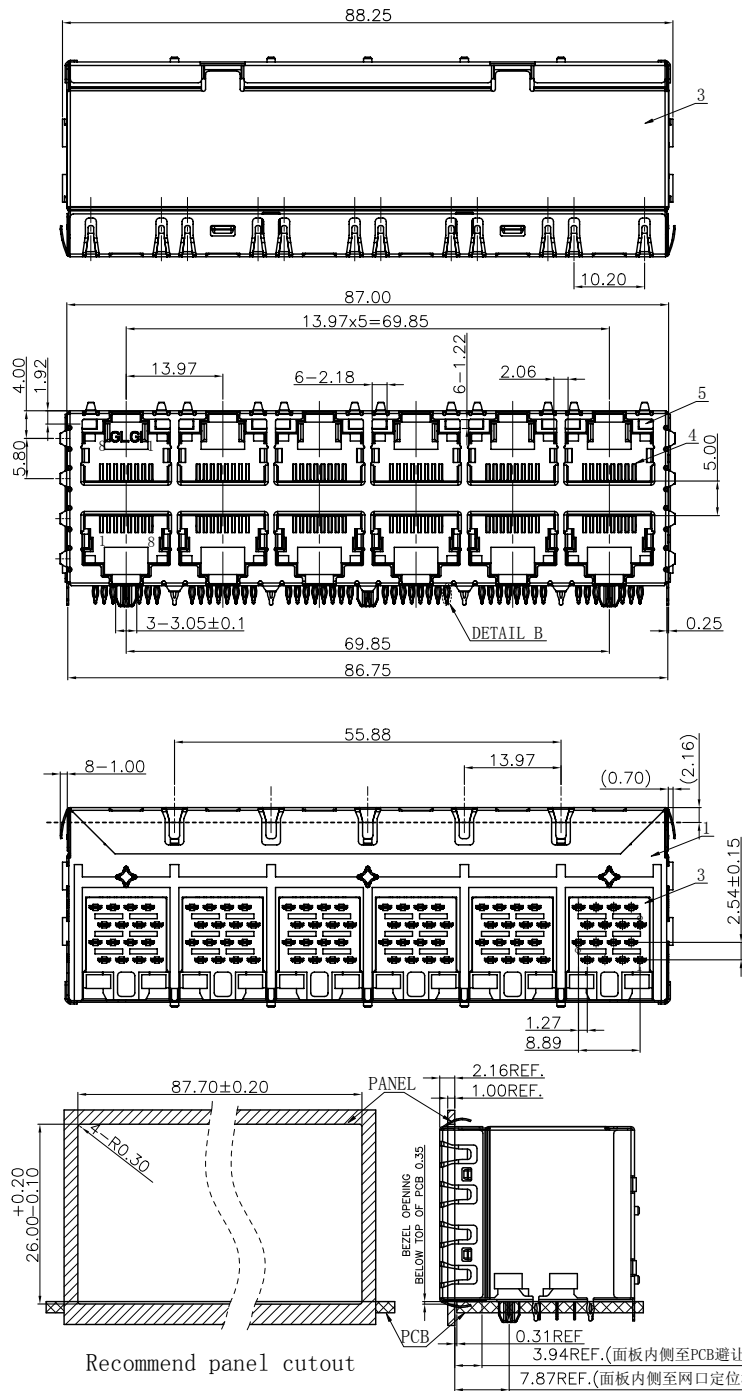 88.25
3
10.20
87.00
13.97x5=69.85
13.97
6-2.18
6-1.22
2.06
4.00
1.92
5.80
5
4
5.00
GLGL
8 1
1 8
3-3.05±0.1
DETAIL B
0.25
69.85
86.75
55.88
8-1.00
13.97
(0.70)
(2.16)
1
3
2.54±0.15
1.27
8.89
87.70±0.20
PANEL
2.16REF.
1.00REF.
4-R0.30
+0.20
26.00-0.10
BEZEL OPENING
BELOW TOP OF PCB 0.35
PCB
0.31REF
3.94REF.(面板内侧至PCB避让
7.87REF.(面板内侧至网口定位
Recommend panel cutout